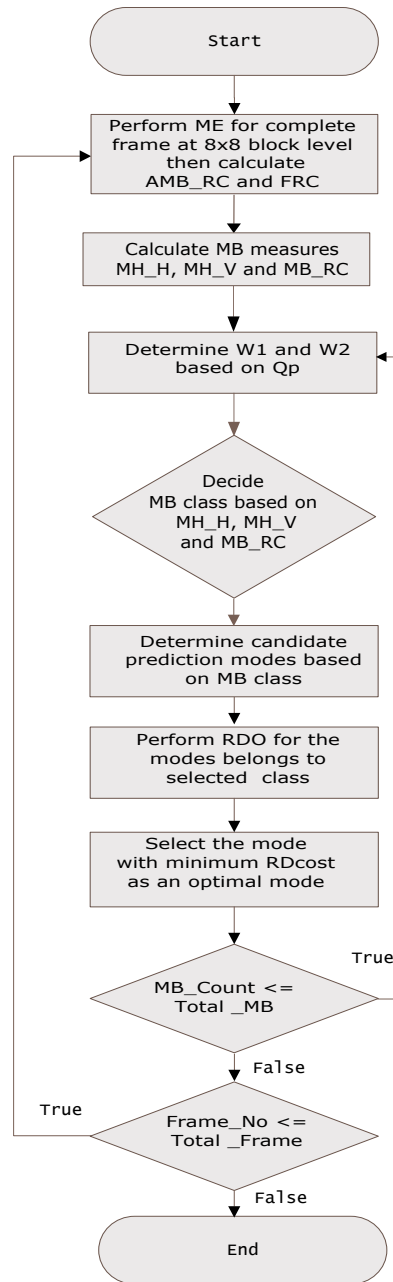 Start
Perform ME for complete
frame at 8x8 block level
then calculate
AMB_RC and FRC
Calculate MB measures
MH_H, MH_V and MB_RC
Determine W1 and W2
based on Qp
Decide
MB class based on
MH_H, MH_V
and MB_RC
Determine candidate
prediction modes based
on MB class
Perform RDO for the
modes belongs to
selected class
Select the mode
with minimum RDcost
as an optimal mode
MB_Count <=
Total _MB
True
False
Frame_No <=
Total _Frame
True
False
End